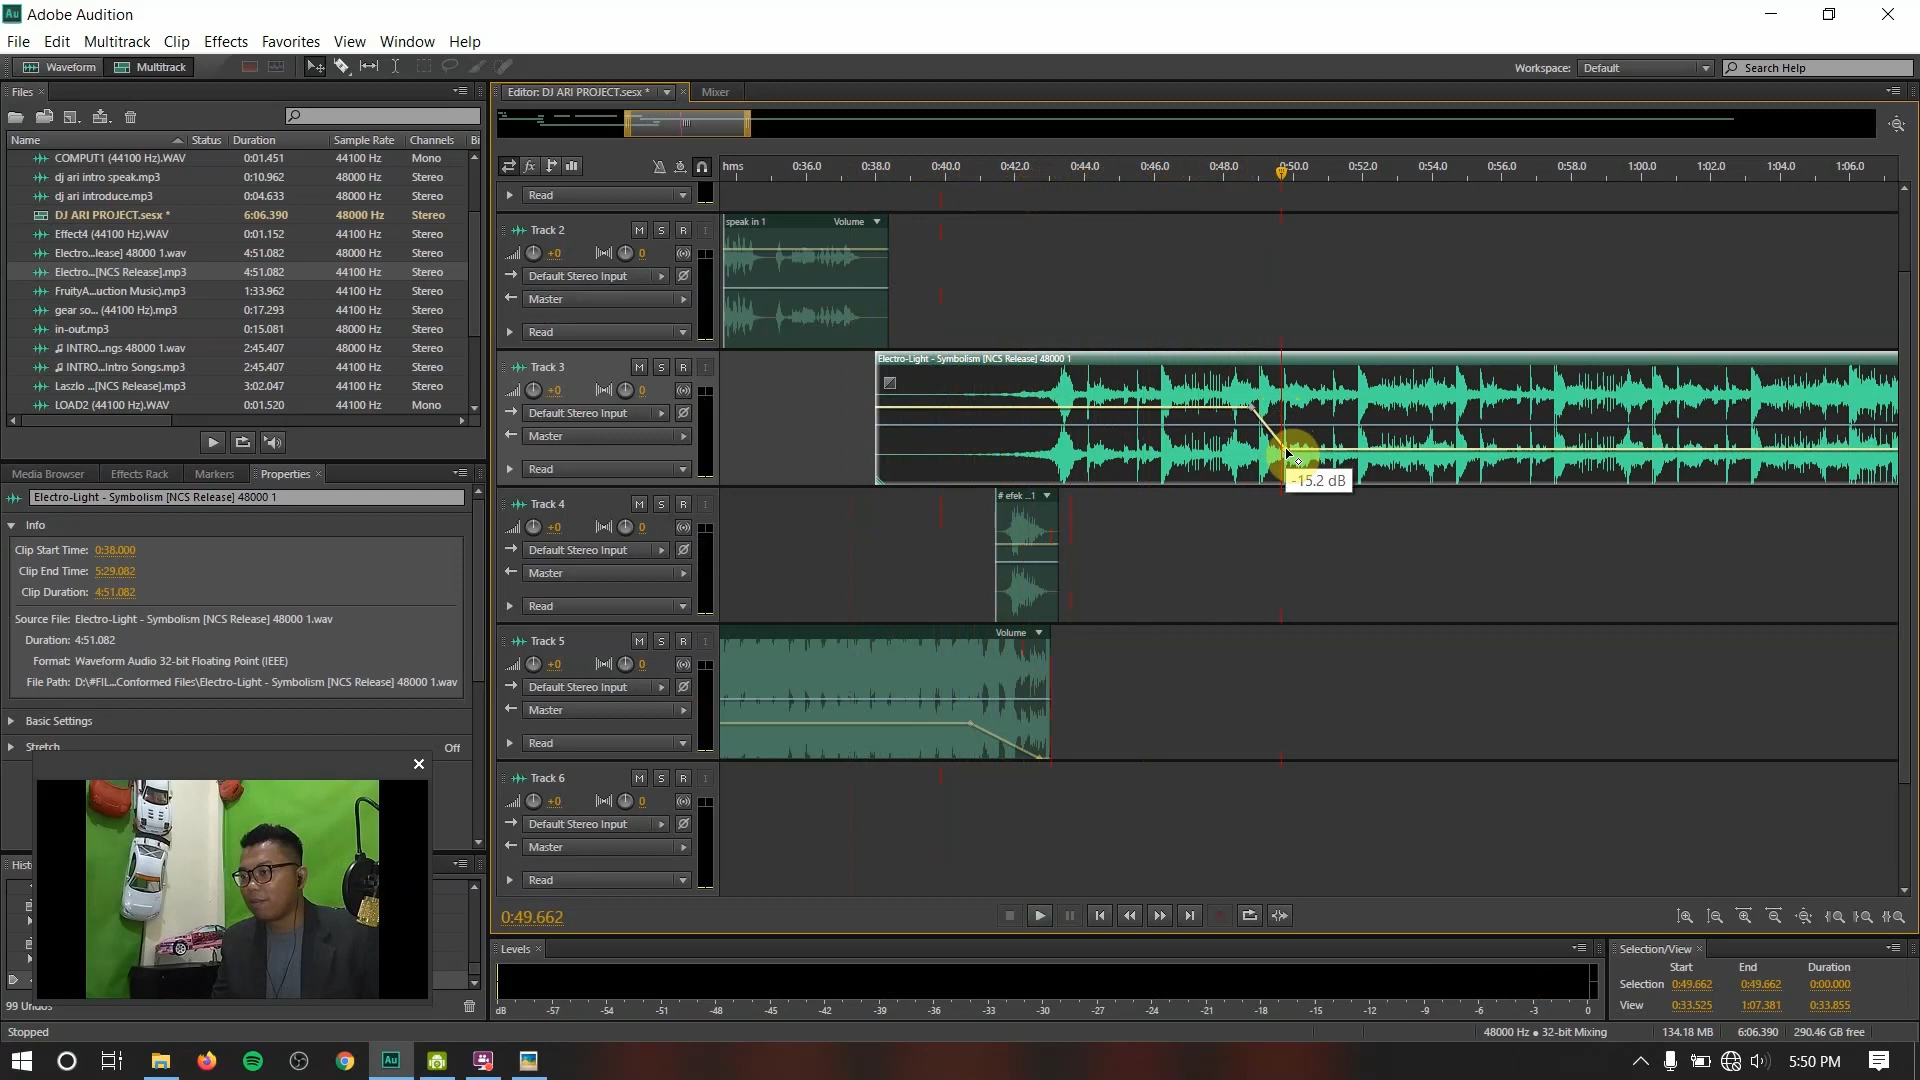 Au Adobe Audition
File Edit Multitrack Clip Effects Favorites View Window Help
Waveform Multitrack Workspace: Default Search Help
Files × Editor: DJ ARI PROJECT.sesx * × Mixer
Name Status Duration Sample Rate Channels Bi
COMPUT1 (44100 Hz).WAV 0:01.451 44100 Hz Mono
dj ari intro speak.mp3 0:10.962 48000 Hz Stereo
dj ari introduce.mp3 0:04.633 48000 Hz Stereo
DJ ARI PROJECT.sesx * 6:06.390 48000 Hz Stereo
Effect4 (44100 Hz).WAV 0:01.152 44100 Hz Stereo
Electro...lease] 48000 1.wav 4:51.082 48000 Hz Stereo
Electro...[NCS Release].mp3 4:51.082 44100 Hz Stereo
FruityA...uction Music).mp3 1:33.962 44100 Hz Stereo
gear so... (44100 Hz).mp3 0:17.293 44100 Hz Stereo
in-out.mp3 0:15.081 48000 Hz Stereo
♫ INTRO...ngs 48000 1.wav 2:45.407 48000 Hz Stereo
♫ INTRO...Intro Songs.mp3 2:45.407 44100 Hz Stereo
Laszlo ...[NCS Release].mp3 3:02.047 44100 Hz Stereo
LOAD2 (44100 Hz).WAV 0:01.520 44100 Hz Mono
hms 0:36.0 0:38.0 0:40.0 0:42.0 0:44.0 0:46.0 0:48.0 0:50.0 0:52.0 0:54.0 0:56.0 0:58.0 1:00.0 1:02.0 1:04.0 1:06.0
Read
Track 2 M S R I
+0 0
Default Stereo Input
Master
Read
speak in 1 Volume
Track 3 M S R I
+0 0
Default Stereo Input
Master
Read
Electro-Light - Symbolism [NCS Release] 48000 1
-15.2 dB
Track 4 M S R I
+0 0
Default Stereo Input
Master
Read
# efek ...1
Track 5 M S R I
+0 0
Default Stereo Input
Master
Read
Volume
Track 6 M S R I
+0 0
Default Stereo Input
Master
Read
Media Browser Effects Rack Markers Properties ×
Electro-Light - Symbolism [NCS Release] 48000 1
Info
Clip Start Time: 0:38.000
Clip End Time: 5:29.082
Clip Duration: 4:51.082
Source File: Electro-Light - Symbolism [NCS Release] 48000 1.wav
Duration: 4:51.082
Format: Waveform Audio 32-bit Floating Point (IEEE)
File Path: D:\#FIL...Conformed Files\Electro-Light - Symbolism [NCS Release] 48000 1.wav
Basic Settings
Stretch Off
Hist
99 Undos
Stopped
0:49.662
Levels ×
dB -57 -54 -51 -48 -45 -42 -39 -36 -33 -30 -27 -24 -21 -18 -15 -12 -9 -6 -3 0
Selection/View ×
Start End Duration
Selection 0:49.662 0:49.662 0:00.000
View 0:33.525 1:07.381 0:33.855
48000 Hz ● 32-bit Mixing 134.18 MB 6:06.390 290.46 GB free
Au
5:50 PM